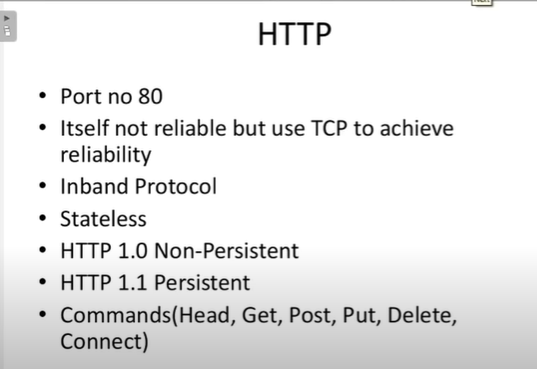 HTTP
• Port no 80
• Itself not reliable but use TCP to achieve
reliability
• Inband Protocol
• Stateless
• HTTP 1.0 Non-Persistent
• HTTP 1.1 Persistent
• Commands(Head, Get, Post, Put, Delete,
Connect)